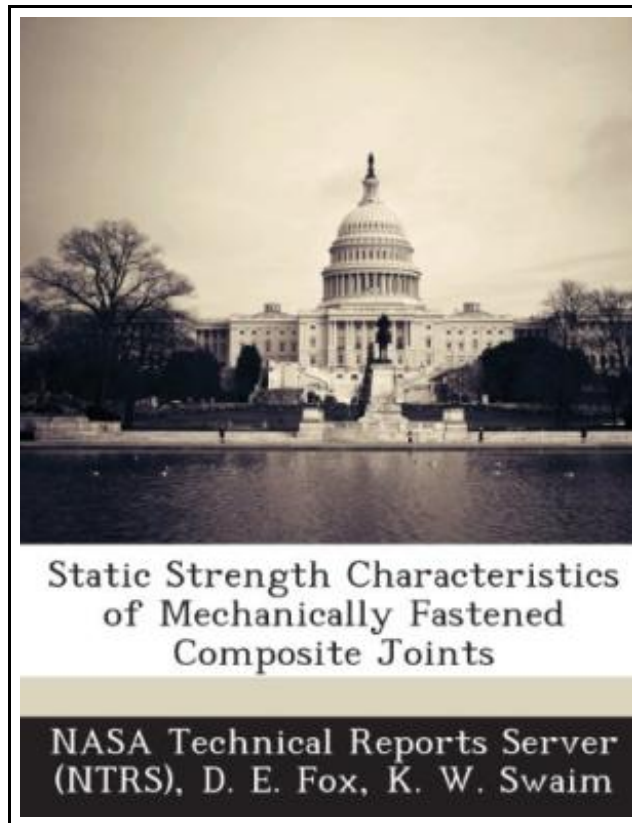 Static Strength Characteristics
of Mechanically Fastened
Composite Joints
NASA Technical Reports Server
(NTRS), D. E. Fox, K. W. Swaim